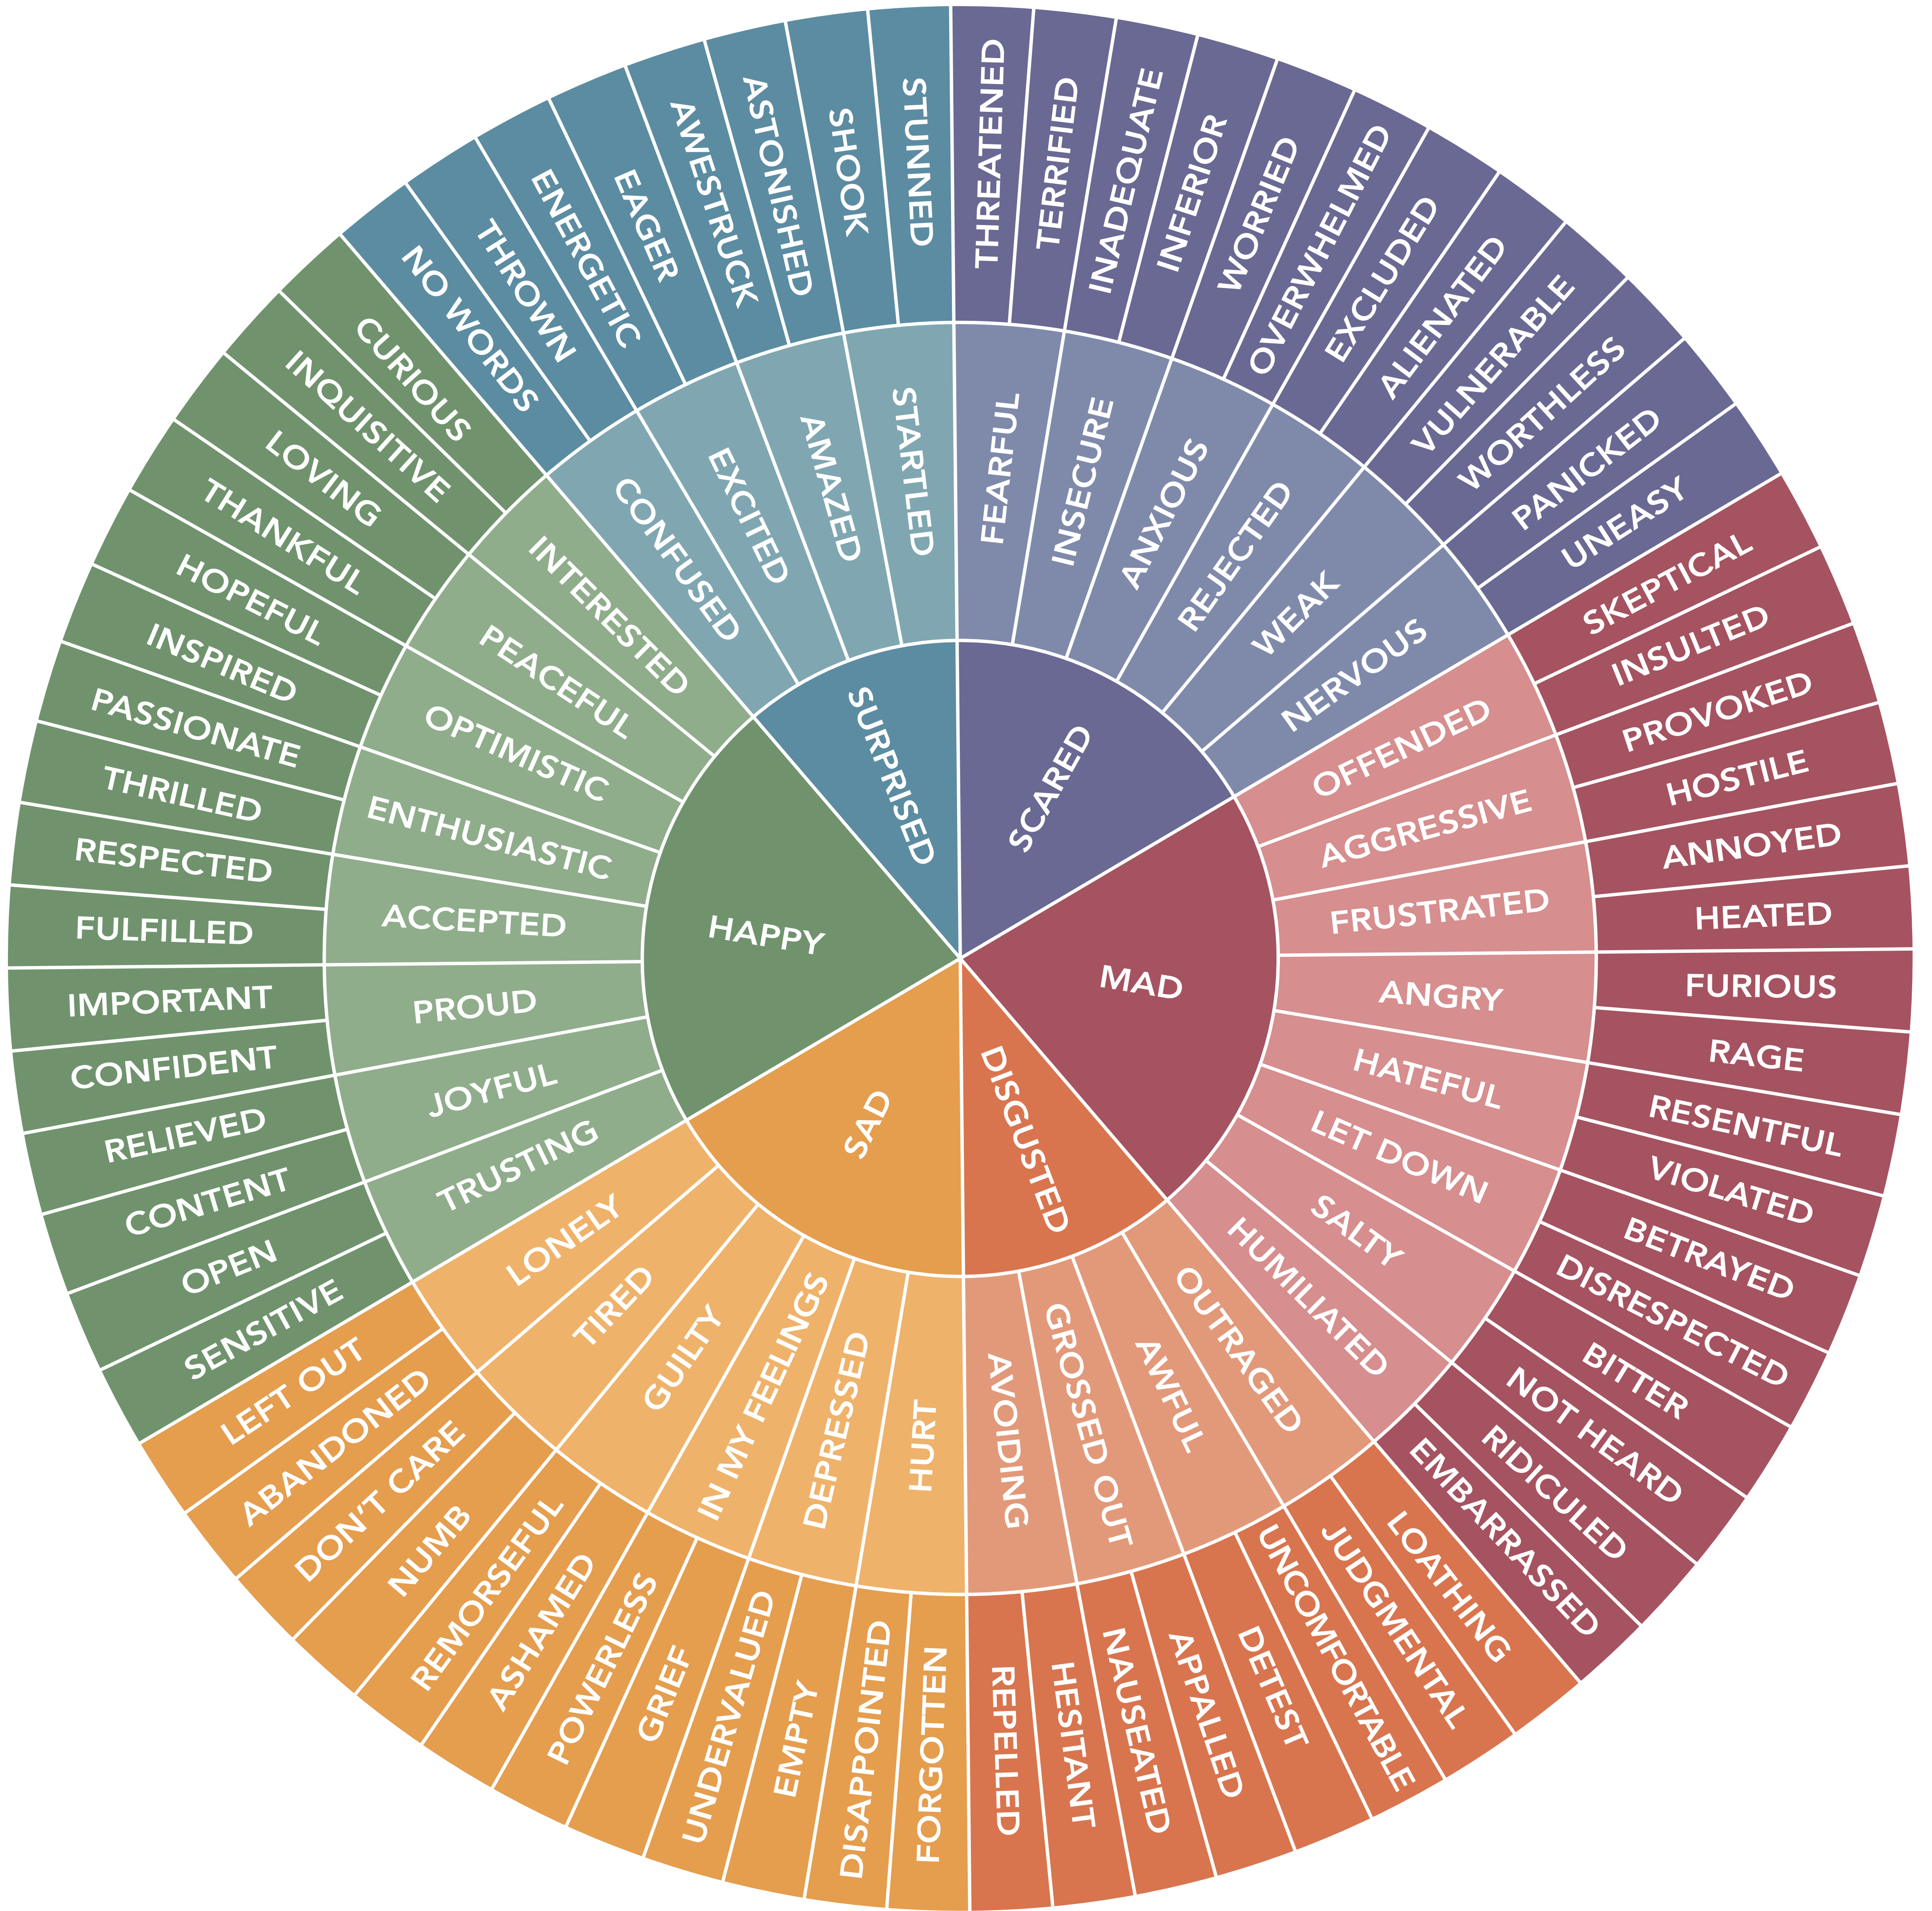 SURPRISED
SCARED
MAD
DISGUSTED
SAD
HAPPY
FEARFUL
INSECURE
ANXIOUS
REJECTED
WEAK
NERVOUS
OFFENDED
AGGRESSIVE
FRUSTRATED
ANGRY
HATEFUL
LET DOWN
SALTY
HUMILIATED
OUTRAGED
AWFUL
GROSSED OUT
AVOIDING
HURT
DEPRESSED
IN MY FEELINGS
GUILTY
TIRED
LONELY
TRUSTING
JOYFUL
PROUD
ACCEPTED
ENTHUSIASTIC
OPTIMISTIC
PEACEFUL
INTERESTED
CONFUSED
EXCITED
AMAZED
STARTLED
THREATENED
TERRIFIED
INADEQUATE
INFERIOR
WORRIED
OVERWHELMED
EXCLUDED
ALIENATED
VULNERABLE
WORTHLESS
PANICKED
UNEASY
SKEPTICAL
INSULTED
PROVOKED
HOSTILE
ANNOYED
HEATED
FURIOUS
RAGE
RESENTFUL
VIOLATED
BETRAYED
DISRESPECTED
BITTER
NOT HEARD
RIDICULED
EMBARRASSED
LOATHING
JUDGMENTAL
UNCOMFORTABLE
DETEST
APPALLED
NAUSEATED
HESITANT
REPELLED
FORGOTTEN
DISAPPOINTED
EMPTY
UNDERVALUED
GRIEF
POWERLESS
ASHAMED
REMORSEFUL
NUMB
DON'T CARE
ABANDONED
LEFT OUT
SENSITIVE
OPEN
CONTENT
RELIEVED
CONFIDENT
IMPORTANT
FULFILLED
RESPECTED
THRILLED
PASSIONATE
INSPIRED
HOPEFUL
THANKFUL
LOVING
INQUISITIVE
CURIOUS
NO WORDS
THROWN
ENERGETIC
EAGER
AWESTRUCK
ASTONISHED
SHOOK
STUNNED